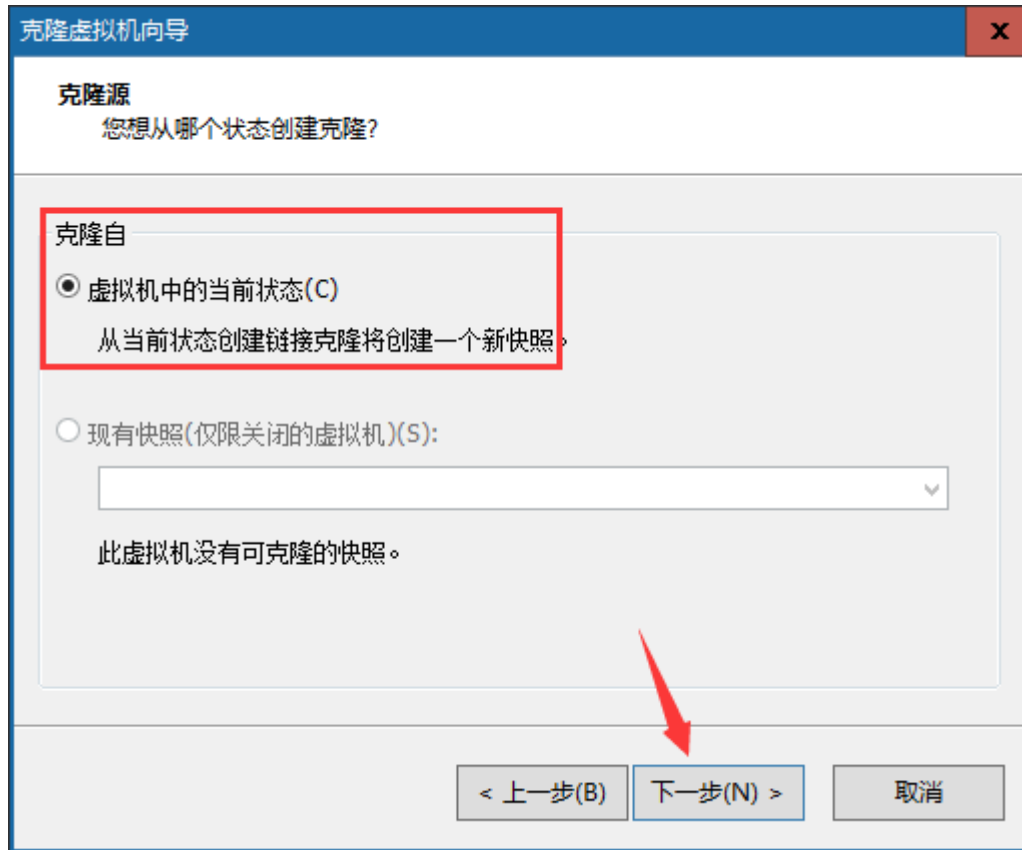 克隆虚拟机向导
x
克隆源
您想从哪个状态创建克隆?
克隆自
虚拟机中的当前状态(C)
从当前状态创建链接克隆将创建一个新快照。
现有快照(仅限关闭的虚拟机)(S):
此虚拟机没有可克隆的快照。
< 上一步(B) 下一步(N) > 取消